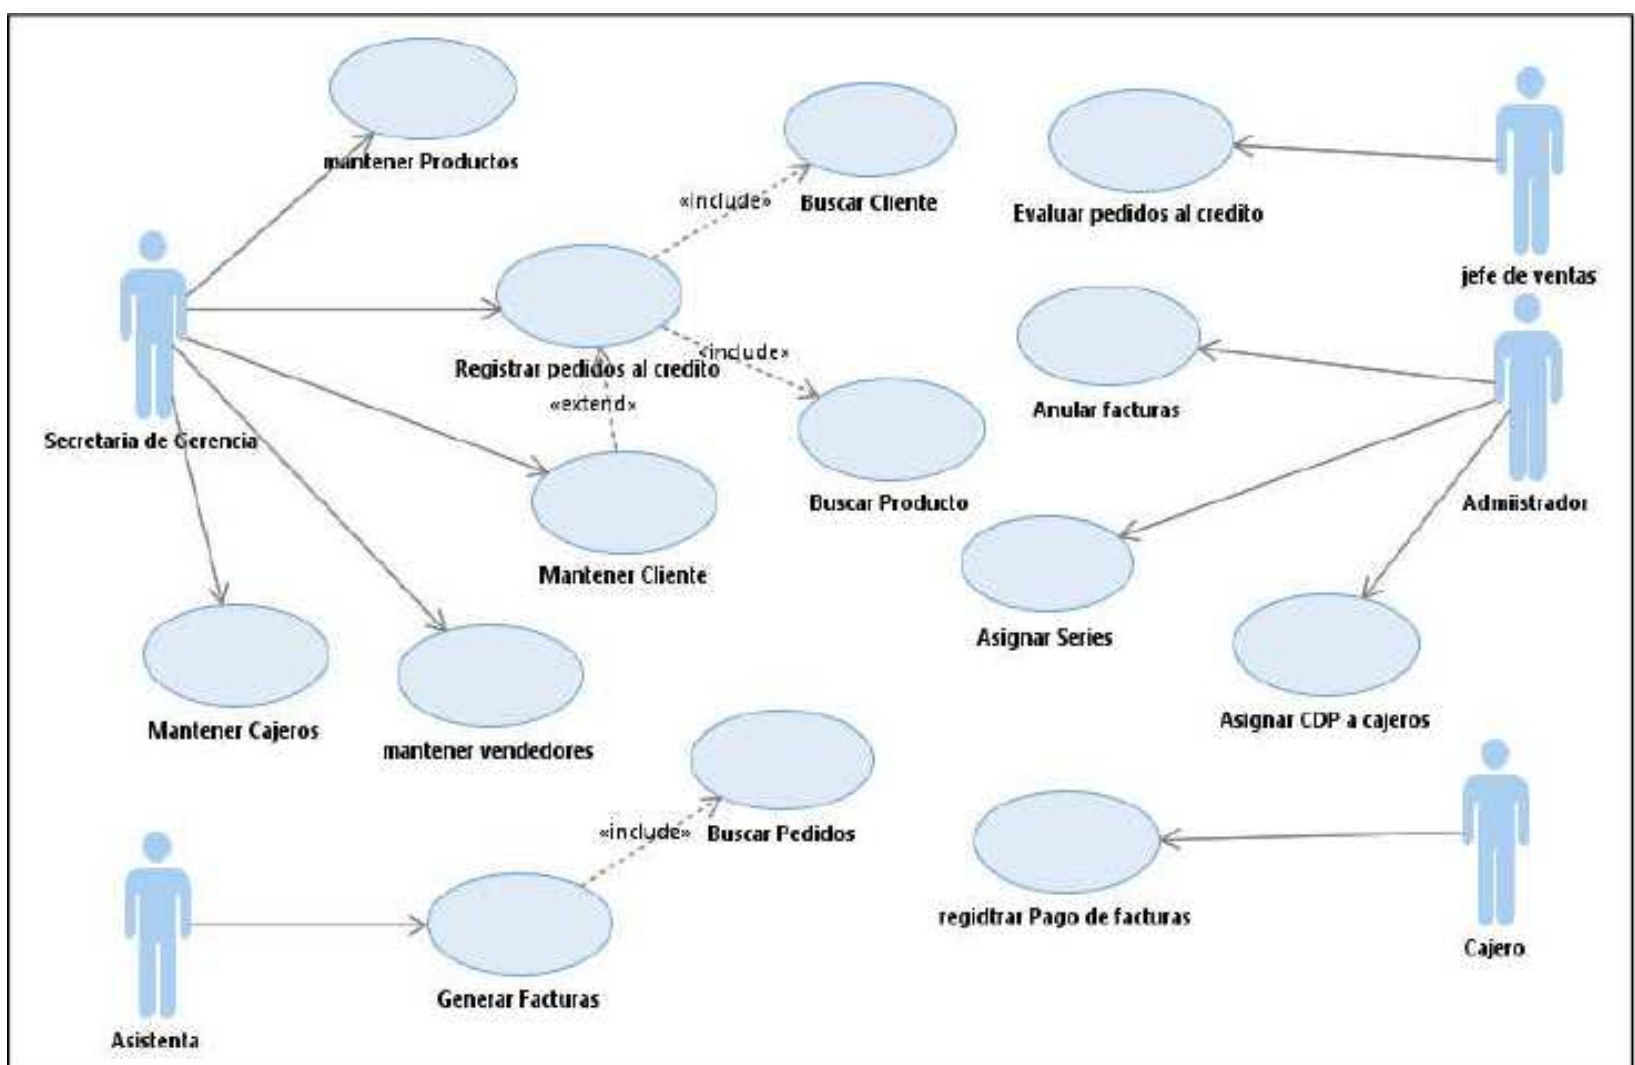 mantener Productos
«include»
Buscar Cliente
Evaluar pedidos al credito
jefe de ventas
Registrar pedidos al credito
«include»
«extend»
Anular facturas
Secretaria de Gerencia
Buscar Producto
Admiistrador
Mantener Cliente
Asignar Series
Mantener Cajeros
mantener vendedores
Asignar CDP a cajeros
«include»
Buscar Pedidos
regidtrar Pago de facturas
Cajero
Generar Facturas
Asistenta